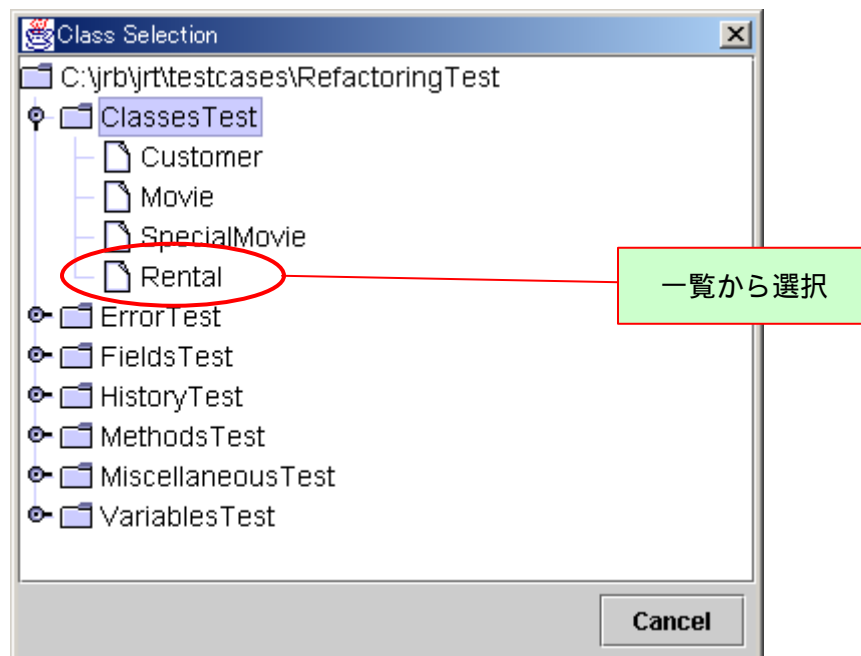 Class Selection
C:\jrb\jrt\testcases\RefactoringTest
ClassesTest
Customer
Movie
SpecialMovie
Rental
一覧から選択
ErrorTest
FieldsTest
HistoryTest
MethodsTest
MiscellaneousTest
VariablesTest
Cancel